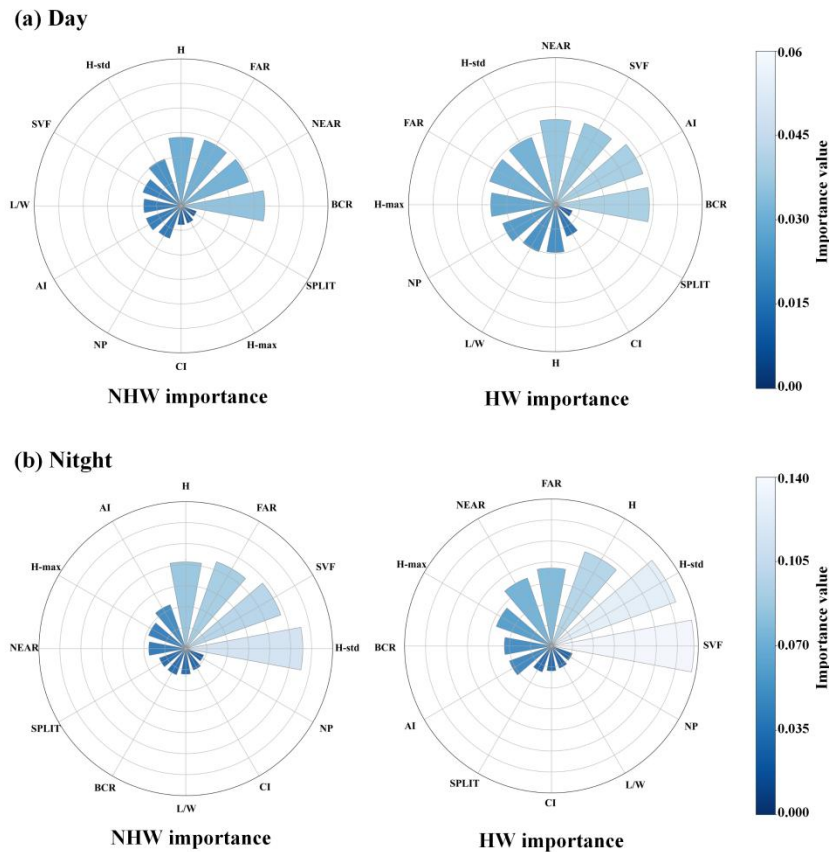 (a) Day
H
FAR
NEAR
BCR
SPLIT
H-max
CI
NP
AI
L/W
SVF
H-std
NHW importance
NEAR
SVF
AI
BCR
SPLIT
CI
H
L/W
NP
H-max
FAR
H-std
HW importance
0.06
0.045
0.030
0.015
0.00
Importance value
(b) Nitght
H
FAR
SVF
H-std
NP
CI
L/W
BCR
SPLIT
NEAR
H-max
AI
NHW importance
FAR
H
H-std
SVF
NP
L/W
CI
SPLIT
AI
BCR
H-max
NEAR
HW importance
0.140
0.105
0.070
0.035
0.000
Importance value